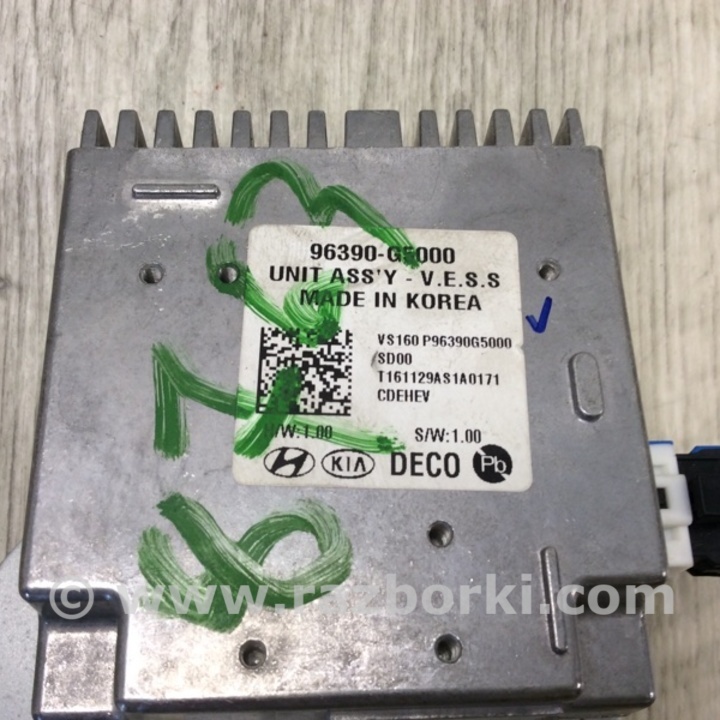 96390-G5000
UNIT ASS'Y - V.E.S.S
MADE IN KOREA
VS160 P96390G5000
SD00
T161129AS1A0171
CDEHEV
H/W:1.00 S/W:1.00
KIA DECO Pb
© www.razborki.com